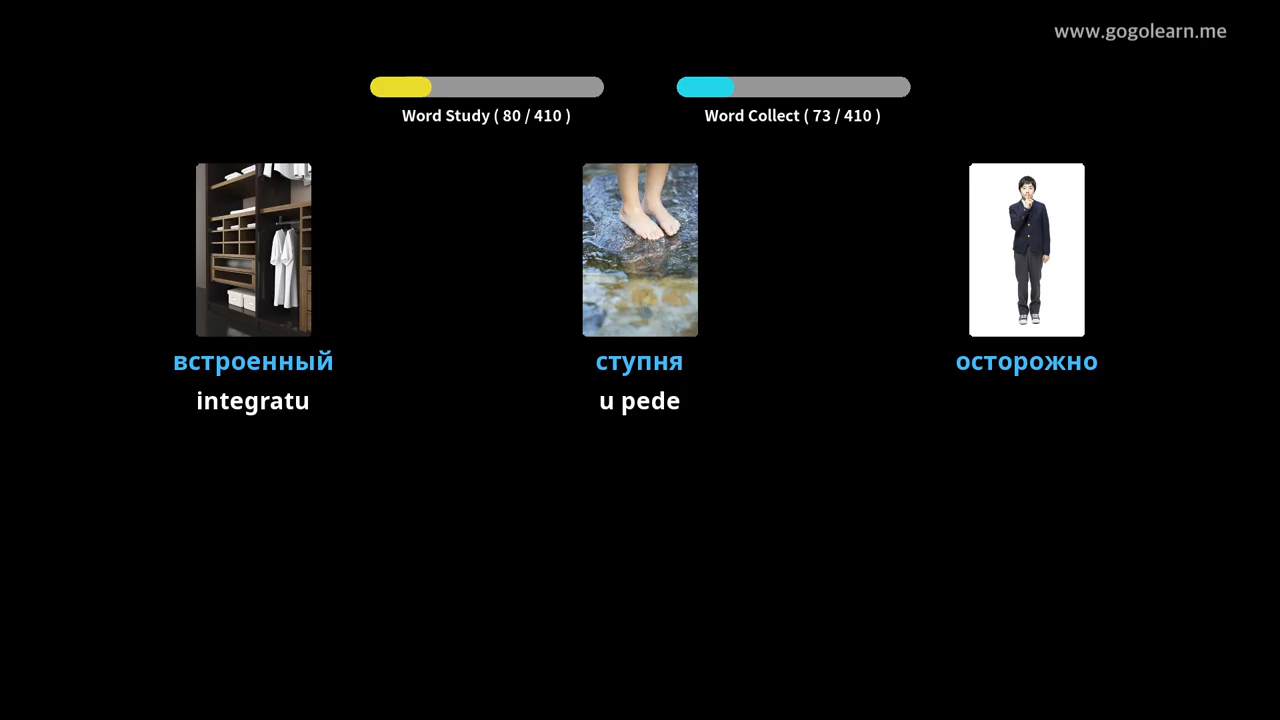 www.gogolearn.me
Word Study ( 80 / 410 )
Word Collect ( 73 / 410 )
встроенный
ступня
осторожно
integratu
u pede